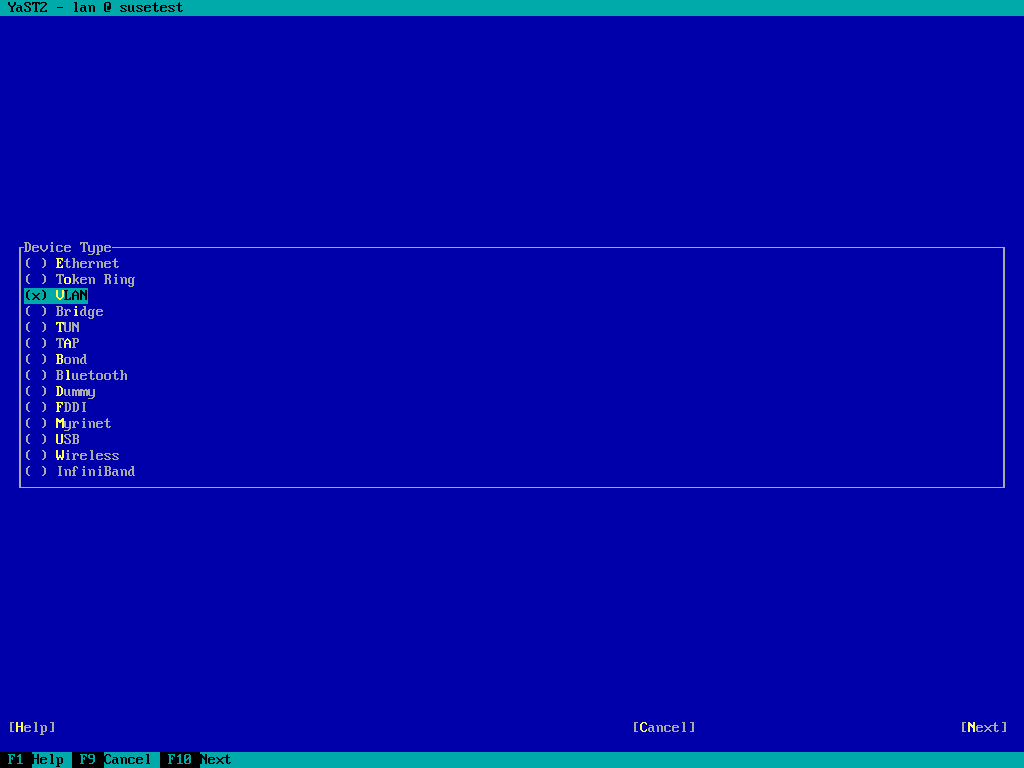 YaST2 - lan @ susetest
Device Type
( ) Ethernet
( ) Token Ring
(x) VLAN
( ) Bridge
( ) TUN
( ) TAP
( ) Bond
( ) Bluetooth
( ) Dummy
( ) FDDI
( ) Myrinet
( ) USB
( ) Wireless
( ) InfiniBand
[Help] [Cancel] [Next]
F1 Help F9 Cancel F10 Next